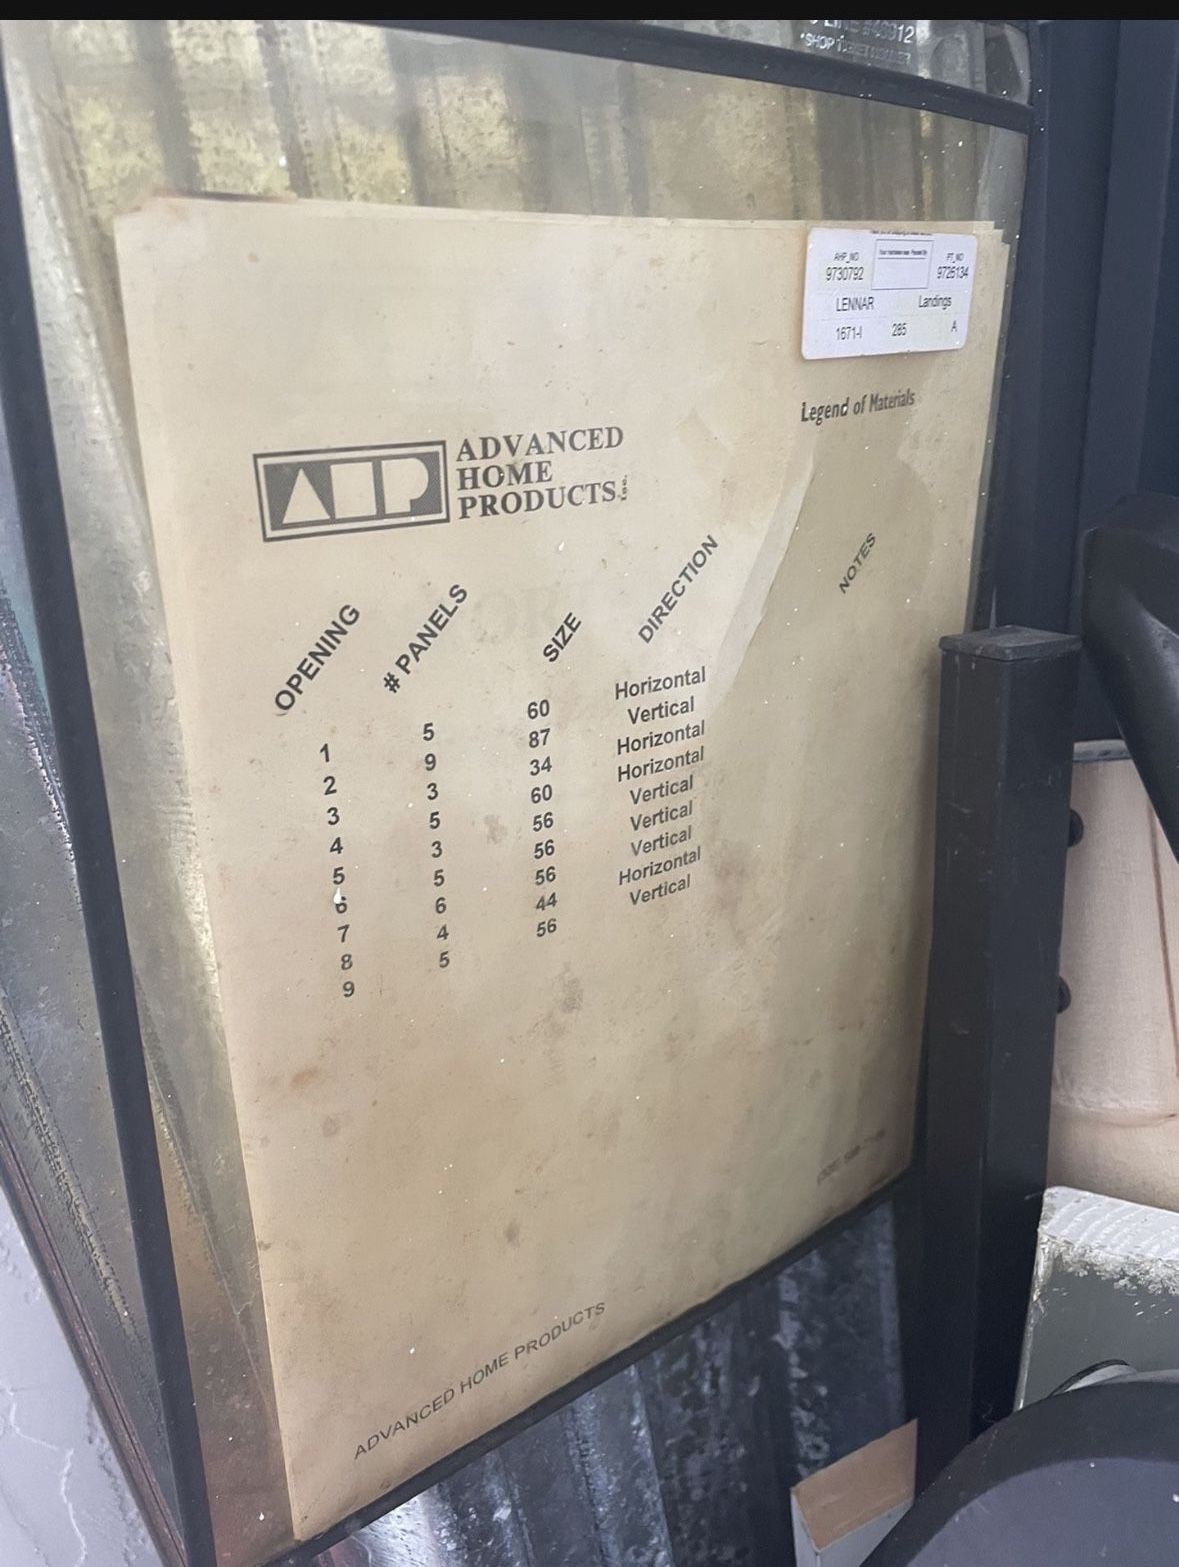 AHP_NO PT_NO
9730792 9726134
LENNAR Landings
1671-I 285 A
Legend of Materials
AHP ADVANCED
HOME
PRODUCTS
OPENING # PANELS SIZE DIRECTION NOTES
1 5 60 Horizontal
2 9 87 Vertical
3 3 34 Horizontal
4 5 60 Horizontal
5 3 56 Vertical
6 5 56 Vertical
7 6 56 Vertical
8 4 44 Horizontal
9 5 56 Vertical
ADVANCED HOME PRODUCTS